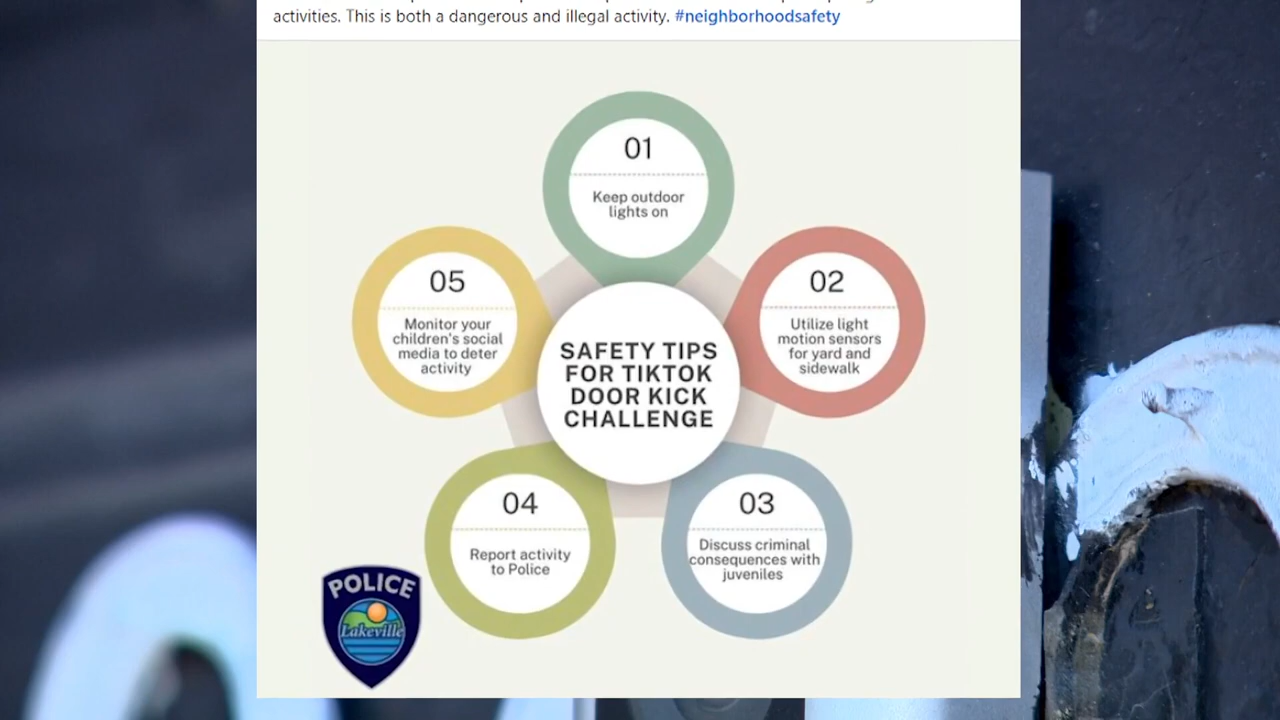 activities. This is both a dangerous and illegal activity. #neighborhoodsafety
01
Keep outdoor
lights on
02
Utilize light
motion sensors
for yard and
sidewalk
03
Discuss criminal
consequences with
juveniles
04
Report activity
to Police
05
Monitor your
children's social
media to deter
activity
SAFETY TIPS
FOR TIKTOK
DOOR KICK
CHALLENGE
POLICE
Lakeville